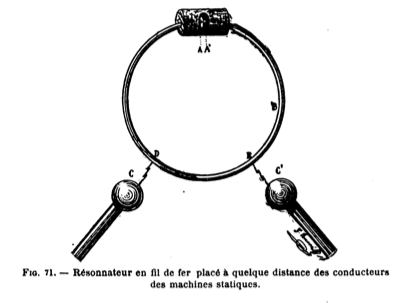 A A'
B
D E
C C'
FIG. 71. — Résonnateur en fil de fer placé à quelque distance des conducteurs
des machines statiques.